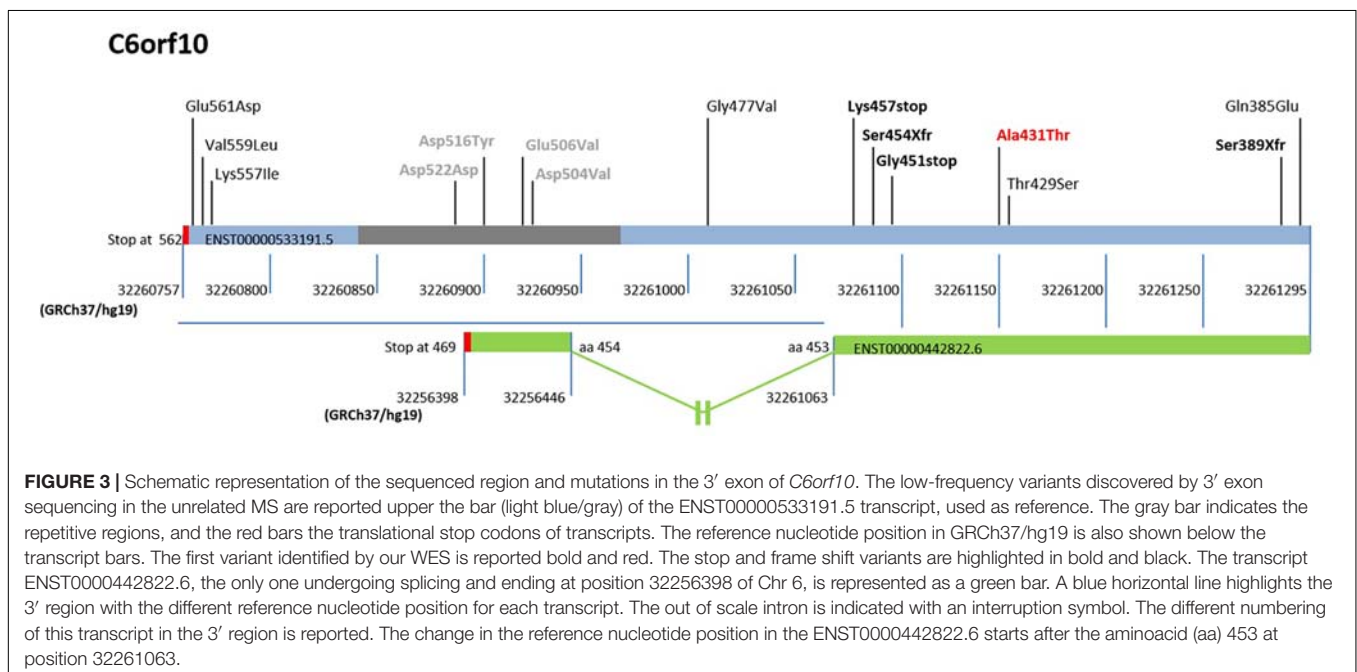 C6orf10
Glu561Asp
Val559Leu
Lys557Ile
Asp516Tyr
Asp522Asp
Glu506Val
Asp504Val
Gly477Val
Lys457stop
Ser454Xfr
Gly451stop
Ala431Thr
Thr429Ser
Gln385Glu
Ser389Xfr
Stop at 562
ENST00000533191.5
32260757
32260800
32260850
32260900
32260950
32261000
32261050
32261100
32261150
32261200
32261250
32261295
(GRCh37/hg19)
Stop at 469
aa 454
aa 453
ENST00000442822.6
32256398
32256446
32261063
(GRCh37/hg19)
FIGURE 3 | Schematic representation of the sequenced region and mutations in the 3′ exon of C6orf10. The low-frequency variants discovered by 3′ exon
sequencing in the unrelated MS are reported upper the bar (light blue/gray) of the ENST00000533191.5 transcript, used as reference. The gray bar indicates the
repetitive regions, and the red bars the translational stop codons of transcripts. The reference nucleotide position in GRCh37/hg19 is also shown below the
transcript bars. The first variant identified by our WES is reported bold and red. The stop and frame shift variants are highlighted in bold and black. The transcript
ENST0000442822.6, the only one undergoing splicing and ending at position 32256398 of Chr 6, is represented as a green bar. A blue horizontal line highlights the
3′ region with the different reference nucleotide position for each transcript. The out of scale intron is indicated with an interruption symbol. The different numbering
of this transcript in the 3′ region is reported. The change in the reference nucleotide position in the ENST0000442822.6 starts after the aminoacid (aa) 453 at
position 32261063.